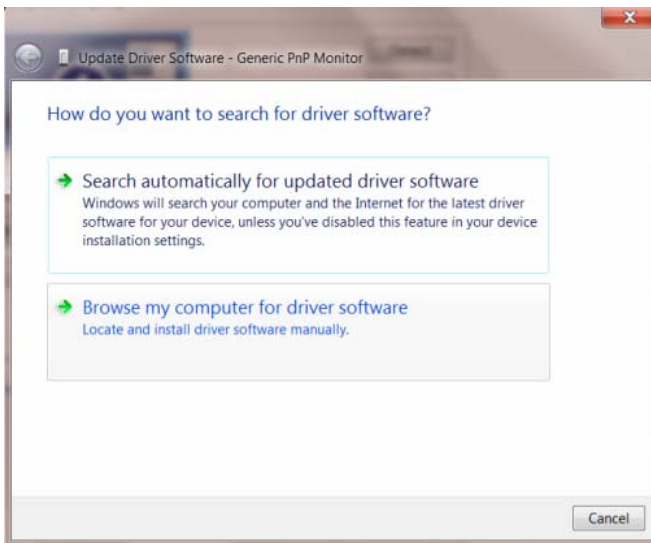 Update Driver Software - Generic PnP Monitor
How do you want to search for driver software?
Search automatically for updated driver software
Windows will search your computer and the Internet for the latest driver
software for your device, unless you've disabled this feature in your device
installation settings.
Browse my computer for driver software
Locate and install driver software manually.
Cancel